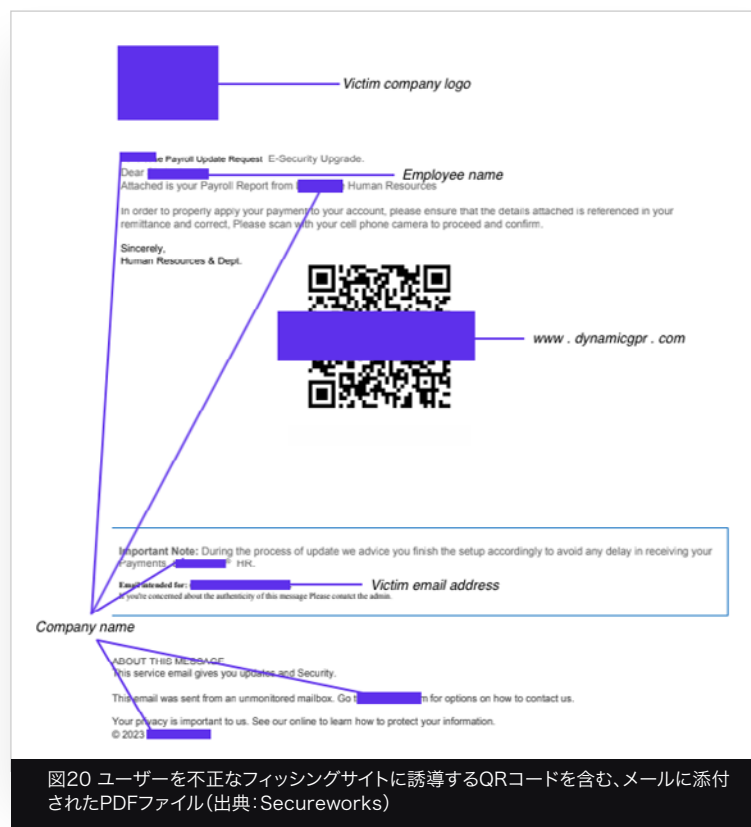 Victim company logo
Payroll Update Request E-Security Upgrade.
Dear
Employee name
Attached is your Payroll Report from Human Resources
In order to properly apply your payment to your account, please ensure that the details attached is referenced in your
remittance and correct, Please scan with your cell phone camera to proceed and confirm.
Sincerely,
Human Resources & Dept.
www . dynamicgpr . com
Important Note: During the process of update we advice you finish the setup accordingly to avoid any delay in receiving your
Payments, HR.
Email intended for:
Victim email address
If you're concerned about the authenticity of this message Please conatct the admin.
Company name
ABOUT THIS MESSAGE
This service email gives you updates and Security.
This email was sent from an unmonitored mailbox. Go for options on how to contact us.
Your privacy is important to us. See our online to learn how to protect your information.
© 2023
図20 ユーザーを不正なフィッシングサイトに誘導するQRコードを含む、メールに添付
されたPDFファイル（出典：Secureworks）